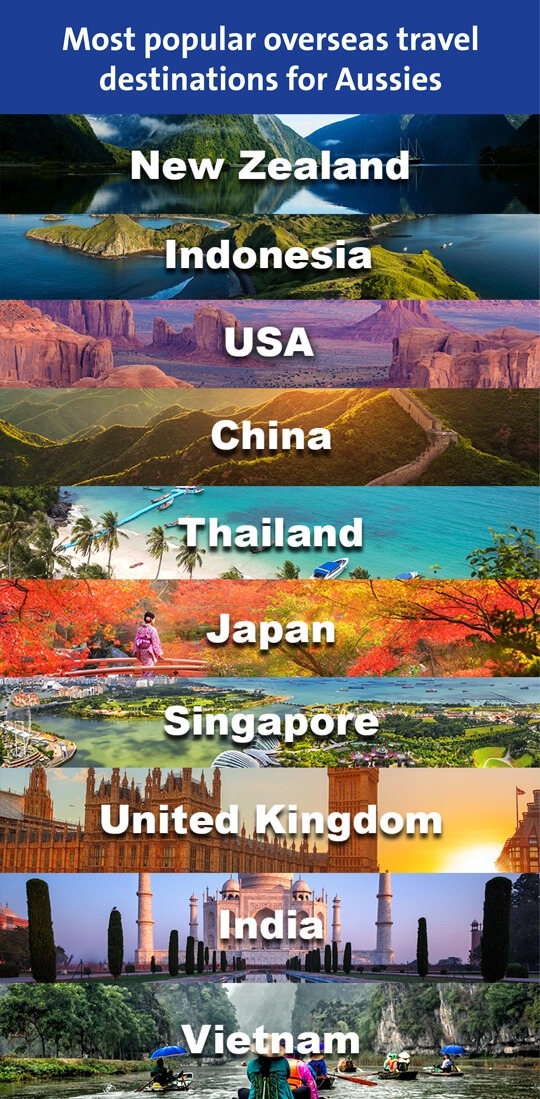 Most popular overseas travel
destinations for Aussies
New Zealand
Indonesia
USA
China
Thailand
Japan
Singapore
United Kingdom
India
Vietnam